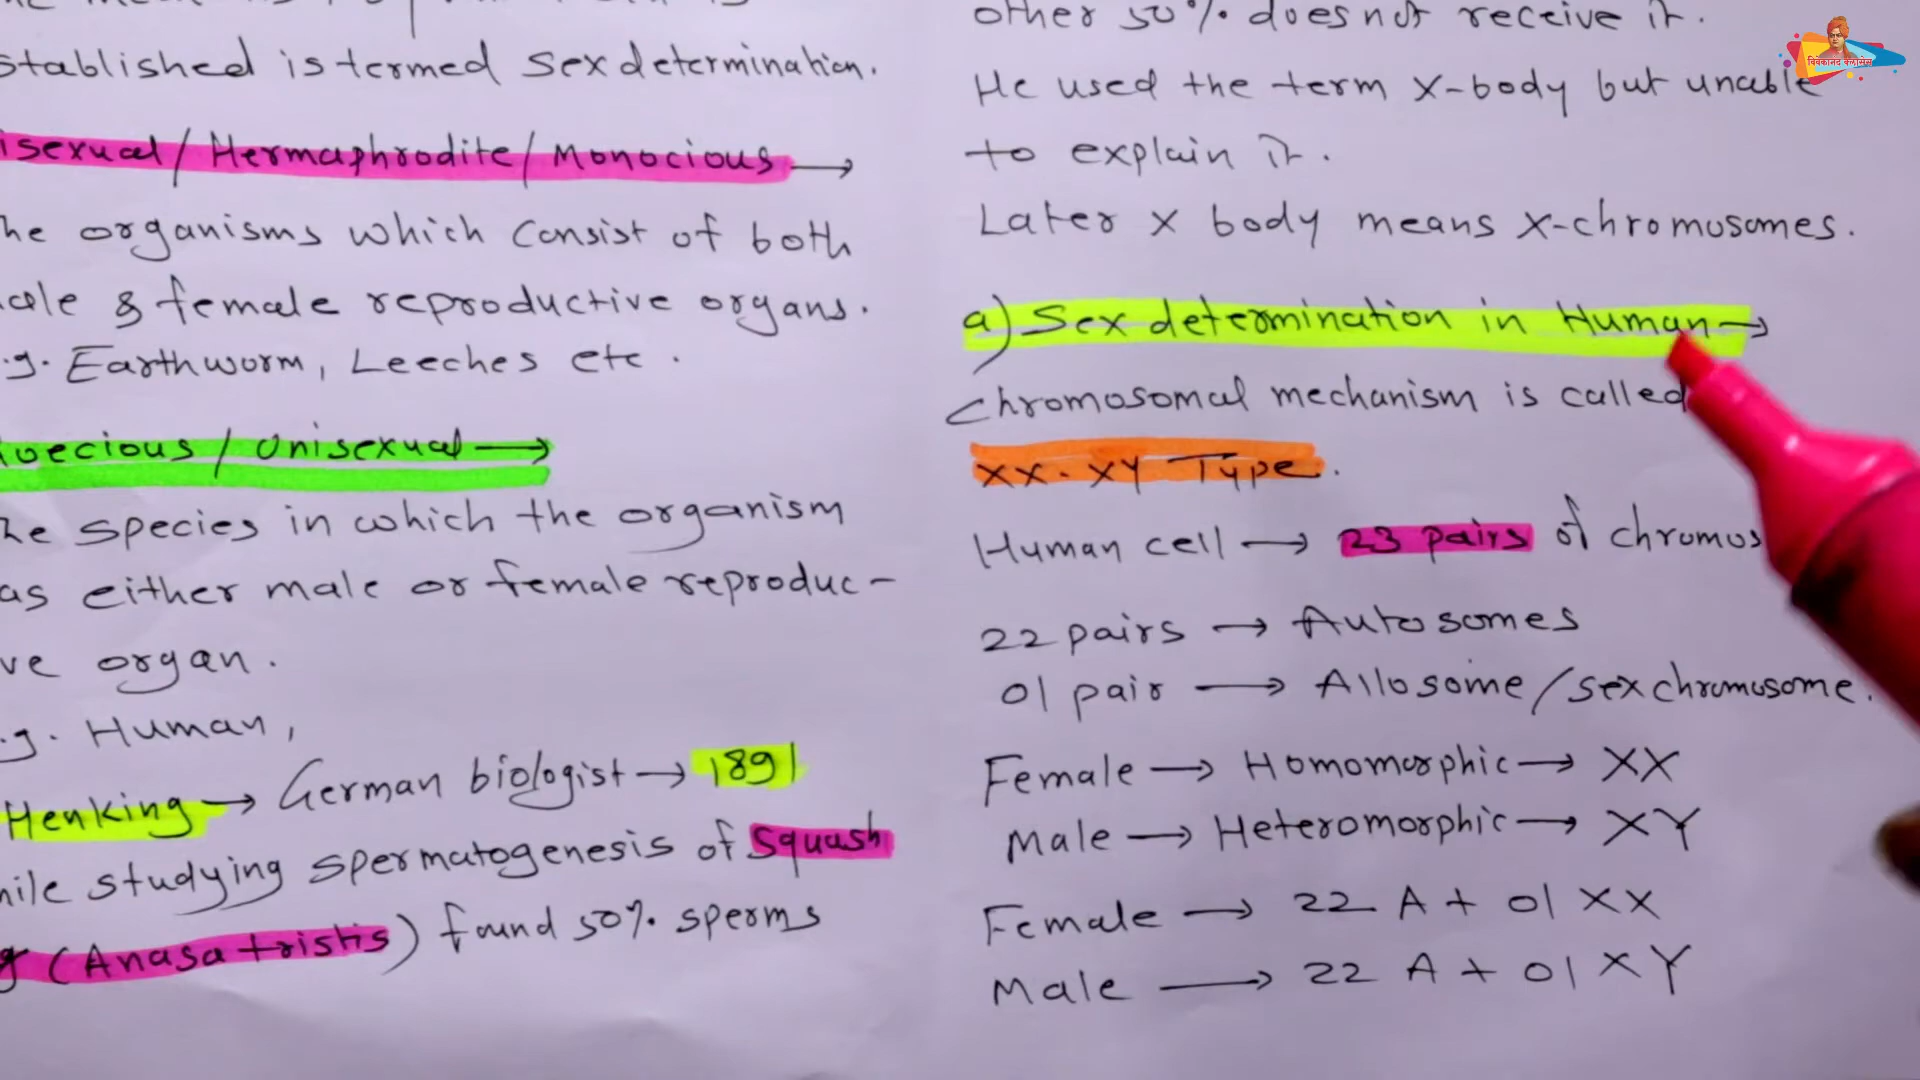 stablished is termed sex determination.
isexual/Hermaphrodite/Monocious →
he organisms which consist of both
ale & female reproductive organs.
.g. Earthworm, Leeches etc.
oecious / Unisexual →
he species in which the organism
as either male or female reproduc-
ve organ.
.g. Human,
Henking → German biologist → 1891
hile studying spermatogenesis of Squash
g (Anasa tristis) found 50% sperms
other 50% does not receive it.
He used the term X-body but unable
to explain it.
Later X body means X-chromosomes.
a) Sex determination in Human →
Chromosomal mechanism is called
XX-XY Type.
Human cell → 23 pairs of chromos
22 pairs → Autosomes
01 pair → Allosome/sex chromosome.
Female → Homomorphic → XX
Male → Heteromorphic → XY
Female → 22 A + 01 XX
Male → 22 A + 01 XY
विवेकानंद क्लासेस